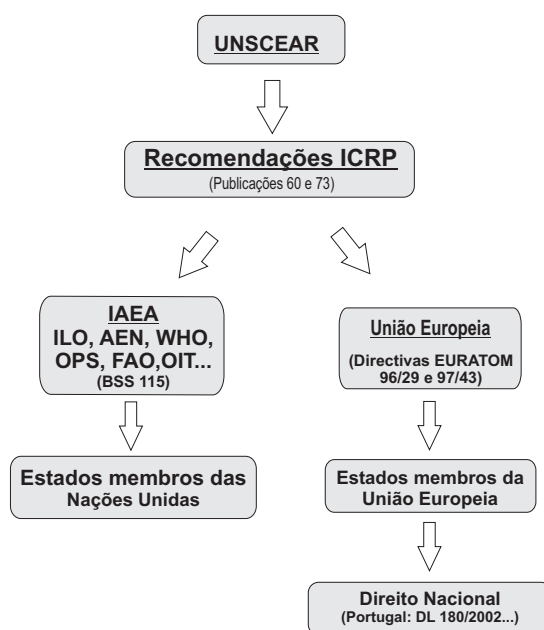 UNSCEAR
Recomendações ICRP
(Publicações 60 e 73)
IAEA
ILO, AEN, WHO,
OPS, FAO,OIT...
(BSS 115)
União Europeia
(Directivas EURATOM
96/29 e 97/43)
Estados membros das
Nações Unidas
Estados membros da
União Europeia
Direito Nacional
(Portugal: DL 180/2002...)